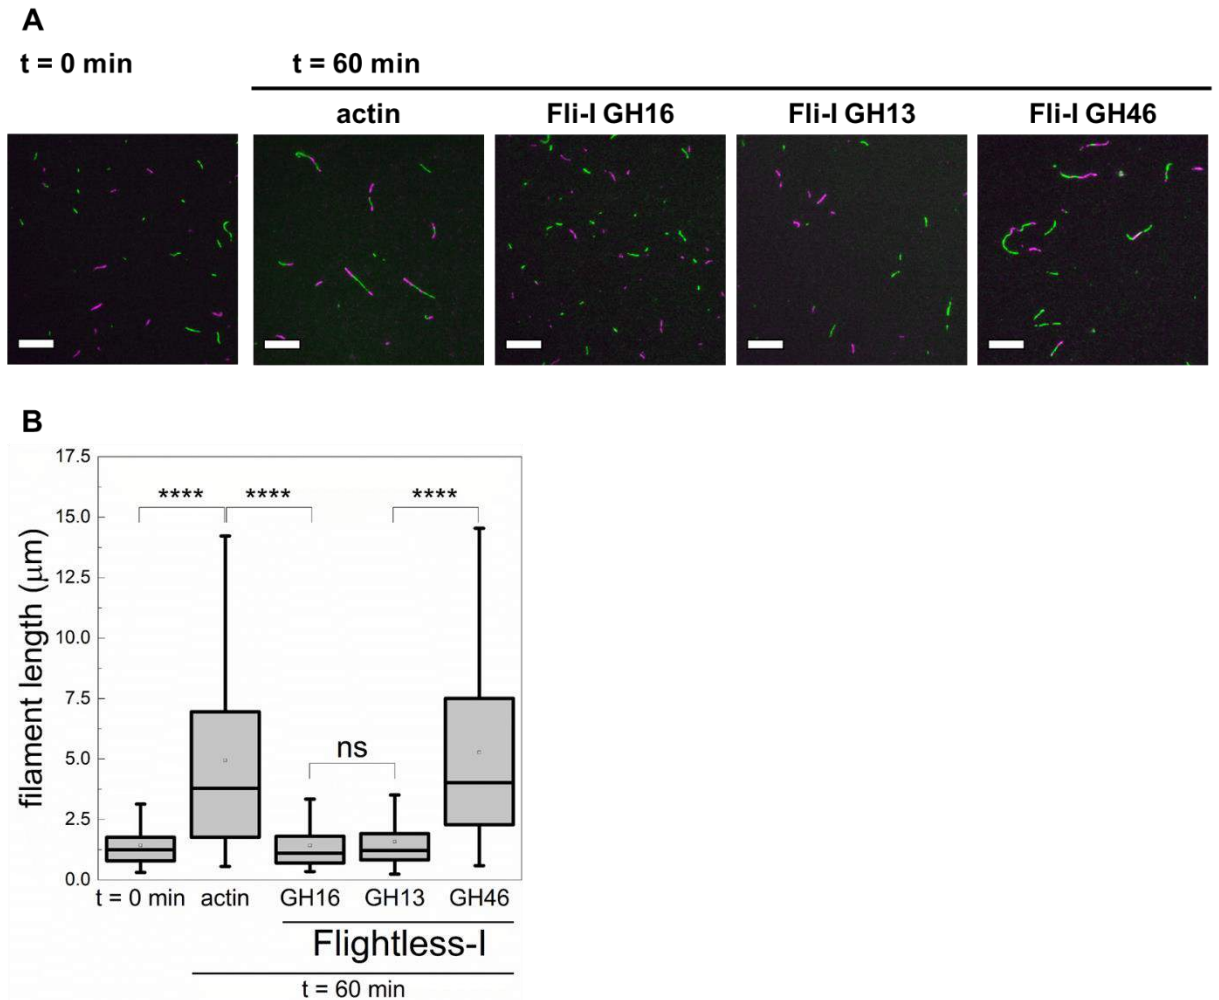 A
t = 0 min
t = 60 min
actin
Fli-I GH16
Fli-I GH13
Fli-I GH46
B
filament length (μm)
17.5
15.0
12.5
10.0
7.5
5.0
2.5
0.0
**** **** ****
ns
t = 0 min actin GH16 GH13 GH46
Flightless-I
t = 60 min